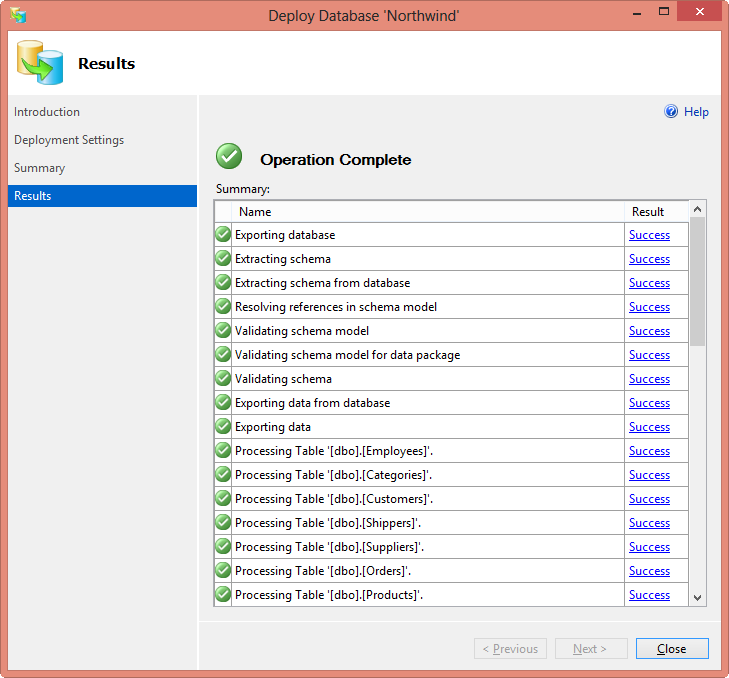 Deploy Database 'Northwind'
Results
Introduction
Deployment Settings
Summary
Results
Help
Operation Complete
Summary:
Name Result
Exporting database Success
Extracting schema Success
Extracting schema from database Success
Resolving references in schema model Success
Validating schema model Success
Validating schema model for data package Success
Validating schema Success
Exporting data from database Success
Exporting data Success
Processing Table '[dbo].[Employees]'. Success
Processing Table '[dbo].[Categories]'. Success
Processing Table '[dbo].[Customers]'. Success
Processing Table '[dbo].[Shippers]'. Success
Processing Table '[dbo].[Suppliers]'. Success
Processing Table '[dbo].[Orders]'. Success
Processing Table '[dbo].[Products]'. Success
< Previous Next > Close